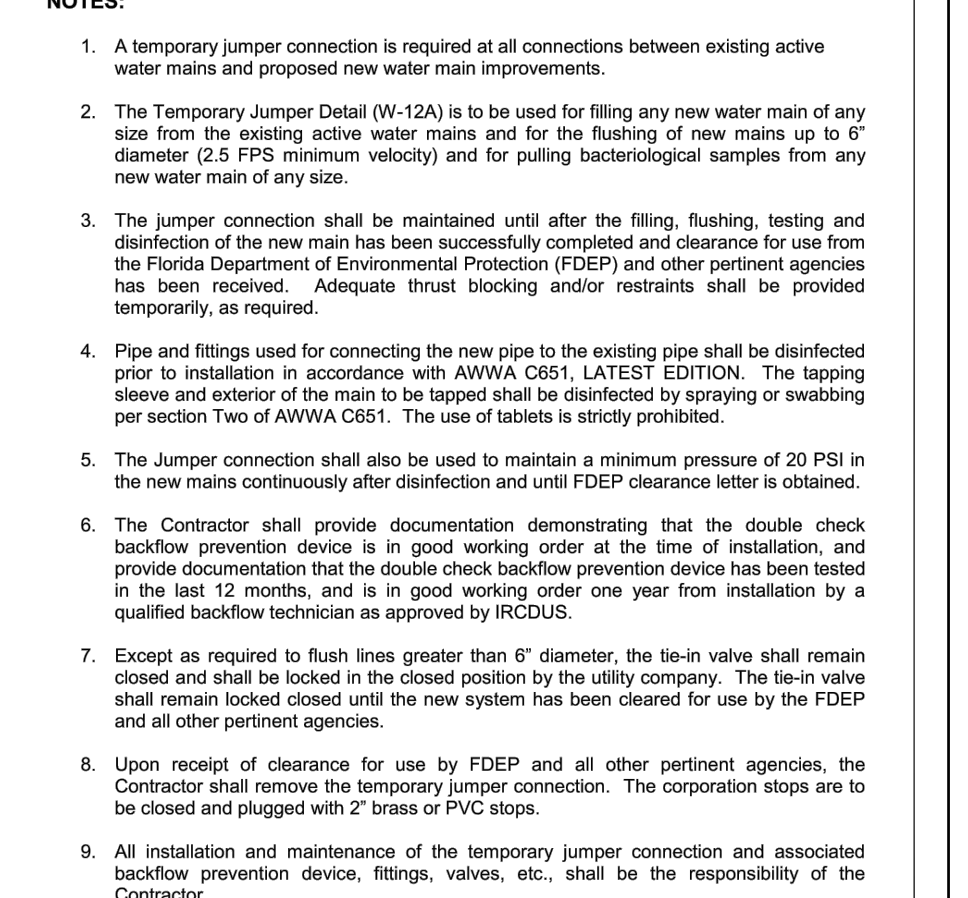 NOTES:
1. A temporary jumper connection is required at all connections between existing active
water mains and proposed new water main improvements.
2. The Temporary Jumper Detail (W-12A) is to be used for filling any new water main of any
size from the existing active water mains and for the flushing of new mains up to 6”
diameter (2.5 FPS minimum velocity) and for pulling bacteriological samples from any
new water main of any size.
3. The jumper connection shall be maintained until after the filling, flushing, testing and
disinfection of the new main has been successfully completed and clearance for use from
the Florida Department of Environmental Protection (FDEP) and other pertinent agencies
has been received. Adequate thrust blocking and/or restraints shall be provided
temporarily, as required.
4. Pipe and fittings used for connecting the new pipe to the existing pipe shall be disinfected
prior to installation in accordance with AWWA C651, LATEST EDITION. The tapping
sleeve and exterior of the main to be tapped shall be disinfected by spraying or swabbing
per section Two of AWWA C651. The use of tablets is strictly prohibited.
5. The Jumper connection shall also be used to maintain a minimum pressure of 20 PSI in
the new mains continuously after disinfection and until FDEP clearance letter is obtained.
6. The Contractor shall provide documentation demonstrating that the double check
backflow prevention device is in good working order at the time of installation, and
provide documentation that the double check backflow prevention device has been tested
in the last 12 months, and is in good working order one year from installation by a
qualified backflow technician as approved by IRCDUS.
7. Except as required to flush lines greater than 6” diameter, the tie-in valve shall remain
closed and shall be locked in the closed position by the utility company. The tie-in valve
shall remain locked closed until the new system has been cleared for use by the FDEP
and all other pertinent agencies.
8. Upon receipt of clearance for use by FDEP and all other pertinent agencies, the
Contractor shall remove the temporary jumper connection. The corporation stops are to
be closed and plugged with 2” brass or PVC stops.
9. All installation and maintenance of the temporary jumper connection and associated
backflow prevention device, fittings, valves, etc., shall be the responsibility of the
Contractor